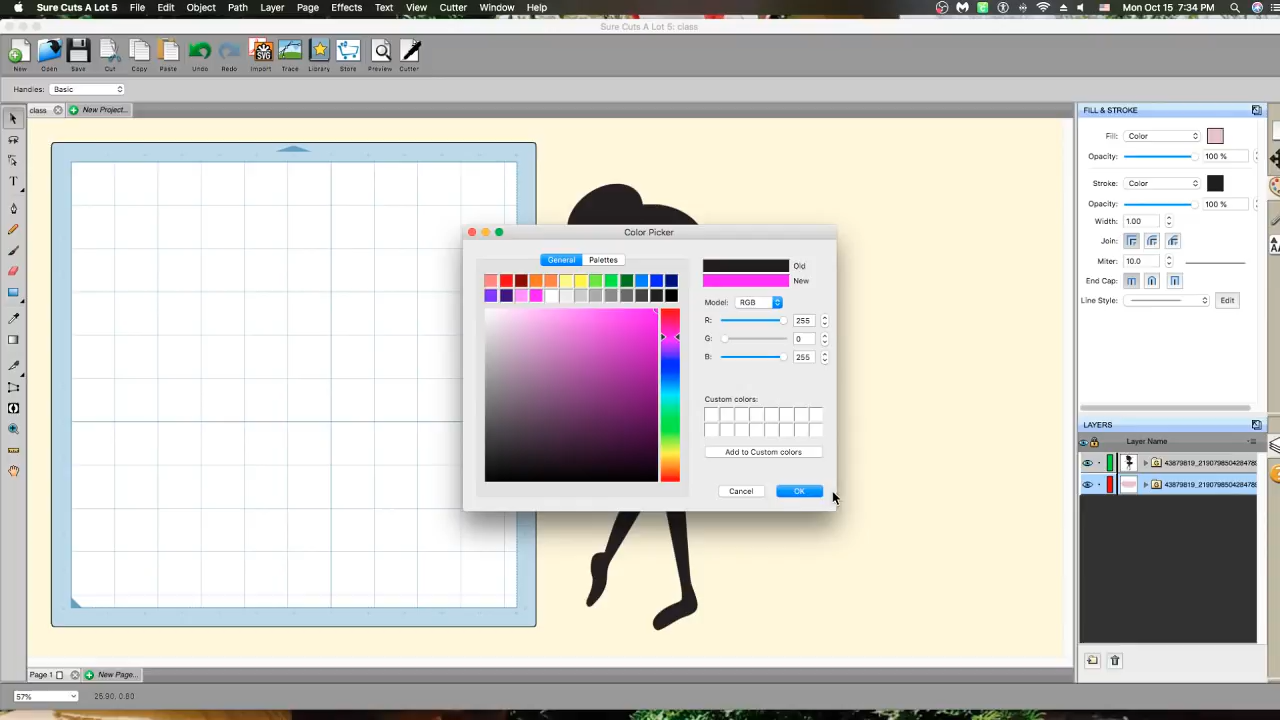 Sure Cuts A Lot 5 File Edit Object Path Layer Page Effects Text View Cutter Window Help Mon Oct 15 7:34 PM
Sure Cuts A Lot 5: class
New Open Save Cut Copy Paste Undo Redo Import Trace Library Store Preview Cutter
SVG
Handles: Basic
class New Project...
FILL & STROKE
Fill: Color
Opacity: 100 %
Stroke: Color
Opacity: 100 %
Width: 1.00
Join:
Miter: 10.0
End Cap:
Line Style: Edit
Color Picker
General Palettes
Old
New
Model: RGB
R: 255
G: 0
B: 255
Custom colors:
Add to Custom colors
Cancel OK
LAYERS
Layer Name
43879819_2190798504284789
43879819_2190798504284789
Page 1 New Page...
57% 25.90, 0.80